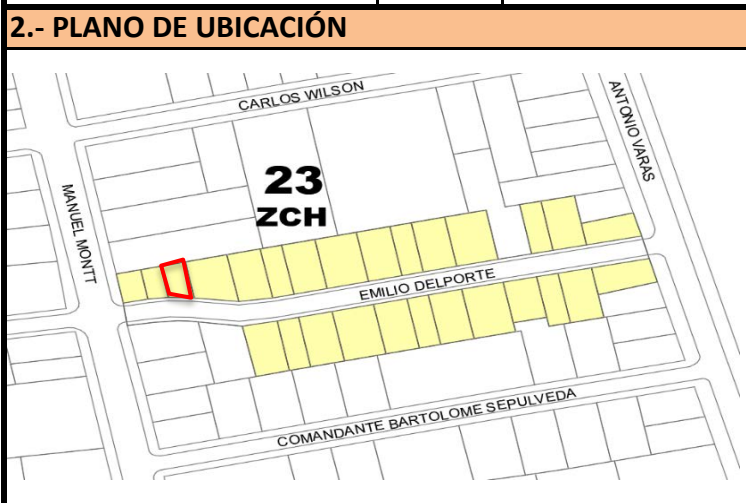 2.- PLANO DE UBICACIÓN
CARLOS WILSON
ANTONIO VARAS
23
ZCH
MANUEL MONTT
EMILIO DELPORTE
COMANDANTE BARTOLOME SEPULVEDA